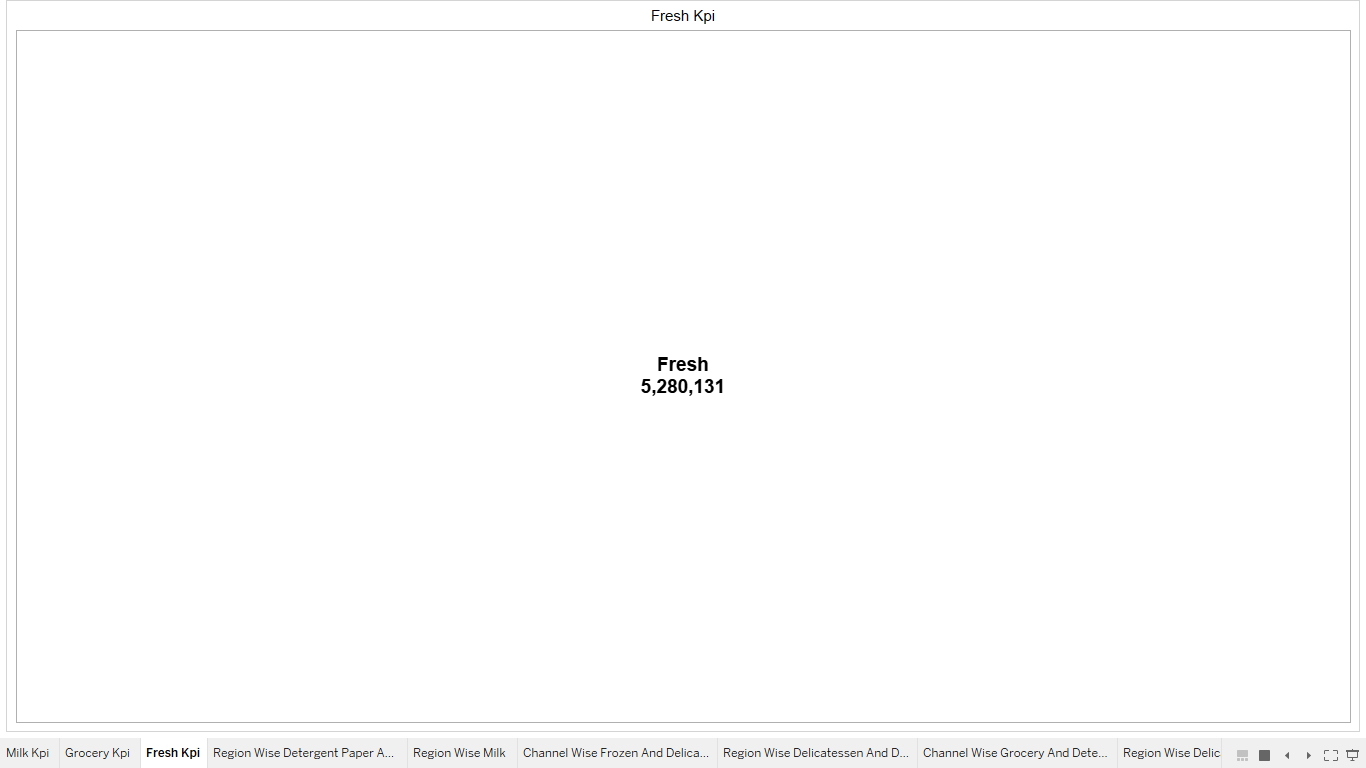 Fresh Kpi
Fresh
5,280,131
Milk Kpi
Grocery Kpi
Fresh Kpi
Region Wise Detergent Paper A...
Region Wise Milk
Channel Wise Frozen And Delica...
Region Wise Delicatessen And D...
Channel Wise Grocery And Dete...
Region Wise Delic